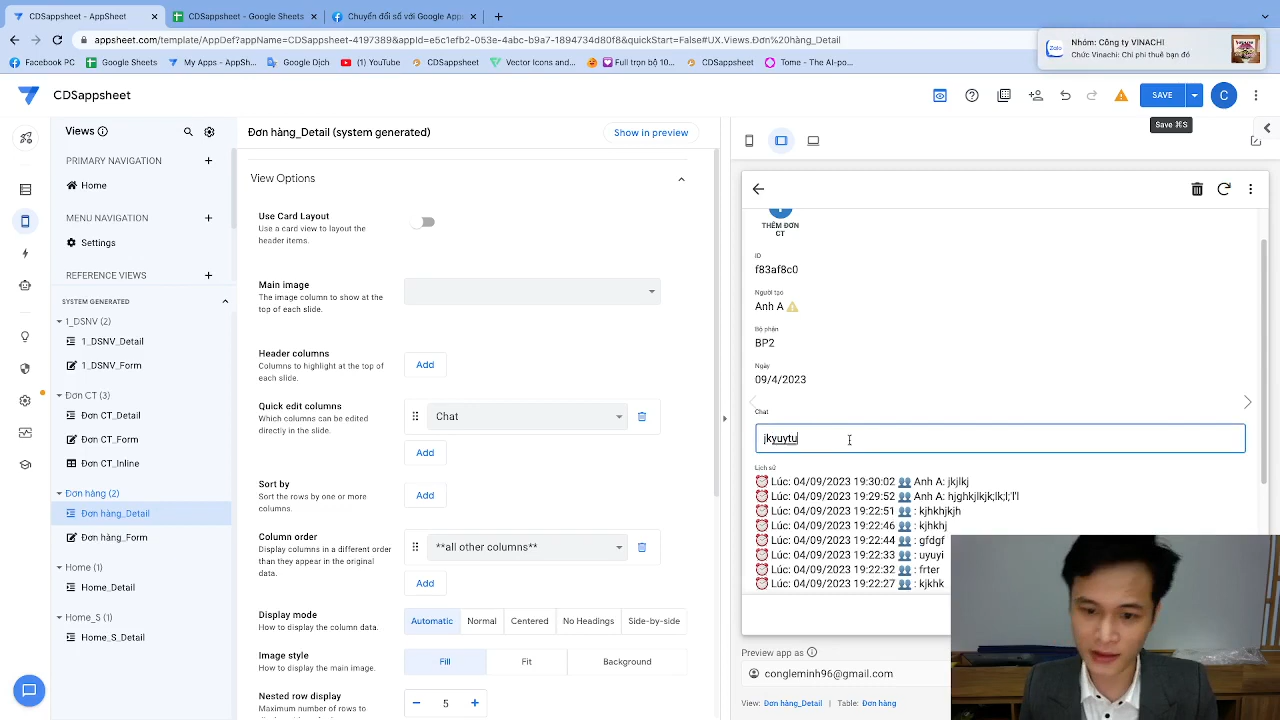 CDSappsheet - AppSheet
CDSappsheet - Google Sheets
Chuyển đổi số với Google App
appsheet.com/template/AppDef?appName=CDSappsheet-4197389&appId=e5c1efb2-053e-4abc-b9a7-1894734d80f8&quickStart=False#UX.Views.Đơn%20hàng_Detail
Zalo
Nhóm: Công ty VINACHI
Chức Vinachi: Chi phí thuê bạn đó
Facebook PC
Google Sheets
My Apps - AppSh...
Google Dịch
(1) YouTube
CDSappsheet
Vector Recommend...
Full trọn bộ 10...
CDSappsheet
Tome - The AI-po...
CDSappsheet
SAVE
C
Save ⌘S
Views
PRIMARY NAVIGATION
Home
MENU NAVIGATION
Settings
REFERENCE VIEWS
SYSTEM GENERATED
1_DSNV (2)
1_DSNV_Detail
1_DSNV_Form
Đơn CT (3)
Đơn CT_Detail
Đơn CT_Form
Đơn CT_Inline
Đơn hàng (2)
Đơn hàng_Detail
Đơn hàng_Form
Home (1)
Home_Detail
Home_S (1)
Home_S_Detail
Đơn hàng_Detail (system generated)
Show in preview
View Options
Use Card Layout
Use a card view to layout the
header items.
Main image
The image column to show at the
top of each slide.
Header columns
Columns to highlight at the top of
each slide.
Add
Quick edit columns
Which columns can be edited
directly in the slide.
Chat
Add
Sort by
Sort the rows by one or more
columns.
Add
Column order
Display columns in a different order
than they appear in the original
data.
**all other columns**
Add
Display mode
How to display the column data.
Automatic
Normal
Centered
No Headings
Side-by-side
Image style
How to display the main image.
Fill
Fit
Background
Nested row display
Maximum number of rows to
5
THÊM ĐƠN
CT
ID
f83af8c0
Người tạo
Anh A
Bộ phận
BP2
Ngày
09/4/2023
Chat
jkyuytu
Lịch sử
⏰ Lúc: 04/09/2023 19:30:02 👥 Anh A: jkjlkj
⏰ Lúc: 04/09/2023 19:29:52 👥 Anh A: hjghkjlkjk;lk;l;'l'l
⏰ Lúc: 04/09/2023 19:22:51 👥 : kjhkhjkjh
⏰ Lúc: 04/09/2023 19:22:46 👥 : kjhkhj
⏰ Lúc: 04/09/2023 19:22:44 👥 : gfdgf
⏰ Lúc: 04/09/2023 19:22:33 👥 : uyuyi
⏰ Lúc: 04/09/2023 19:22:32 👥 : frter
⏰ Lúc: 04/09/2023 19:22:27 👥 : kjkhk
Preview app as
congleminh96@gmail.com
View: Đơn hàng_Detail | Table: Đơn hàng